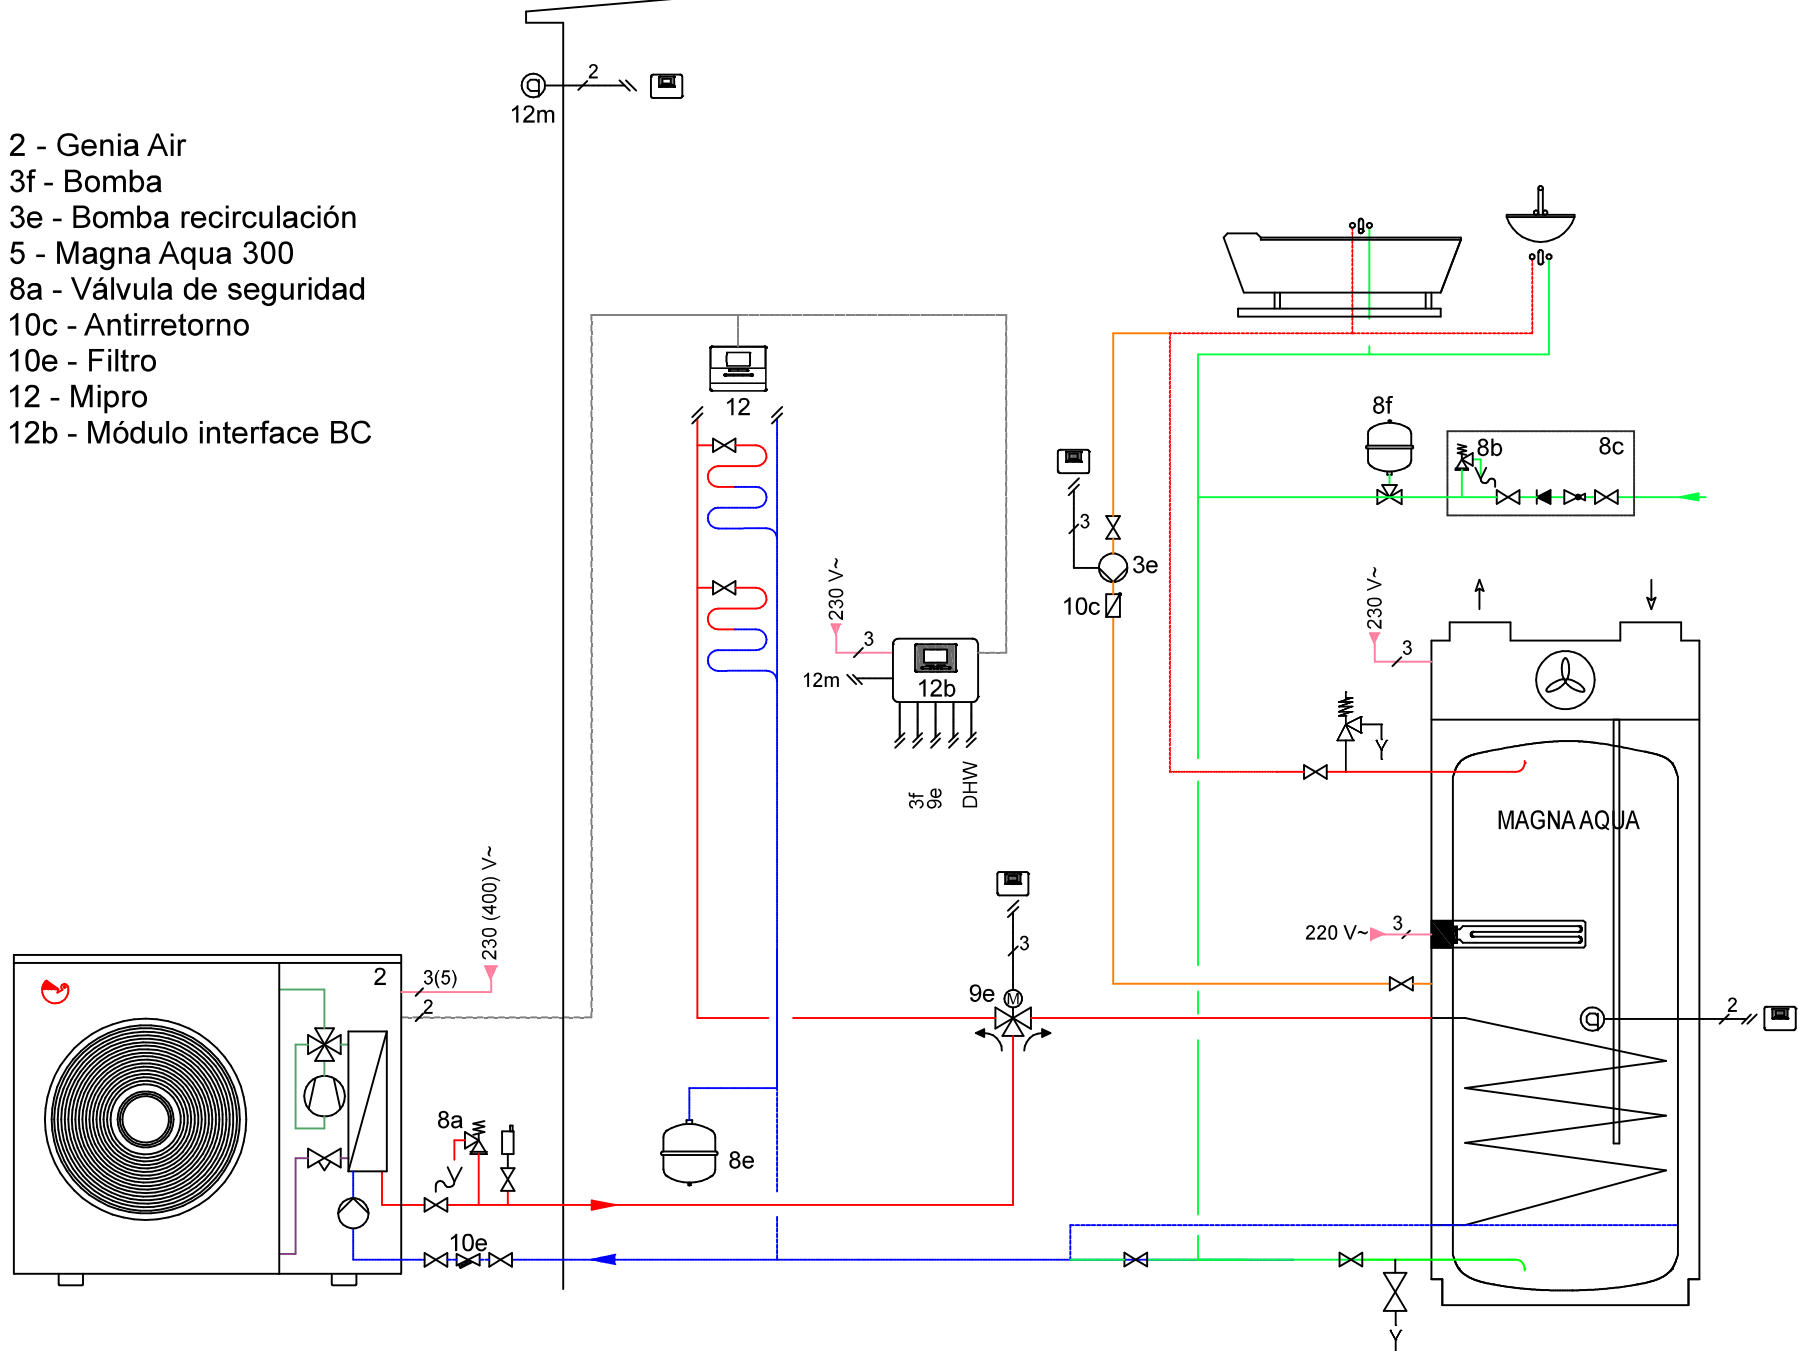 2
12m
2 - Genia Air
3f - Bomba
3e - Bomba recirculación
5 - Magna Aqua 300
8a - Válvula de seguridad
10c - Antirretorno
10e - Filtro
12 - Mipro
12b - Módulo interface BC
12
8f
8b
8c
3
3e
10c
230 V~
3
12m
12b
3f
9e
DHW
230 V~
3
MAGNA AQUA
220 V~
3
230 (400) V~
2
3(5)
2
3
9e
M
2
8a
8e
10e